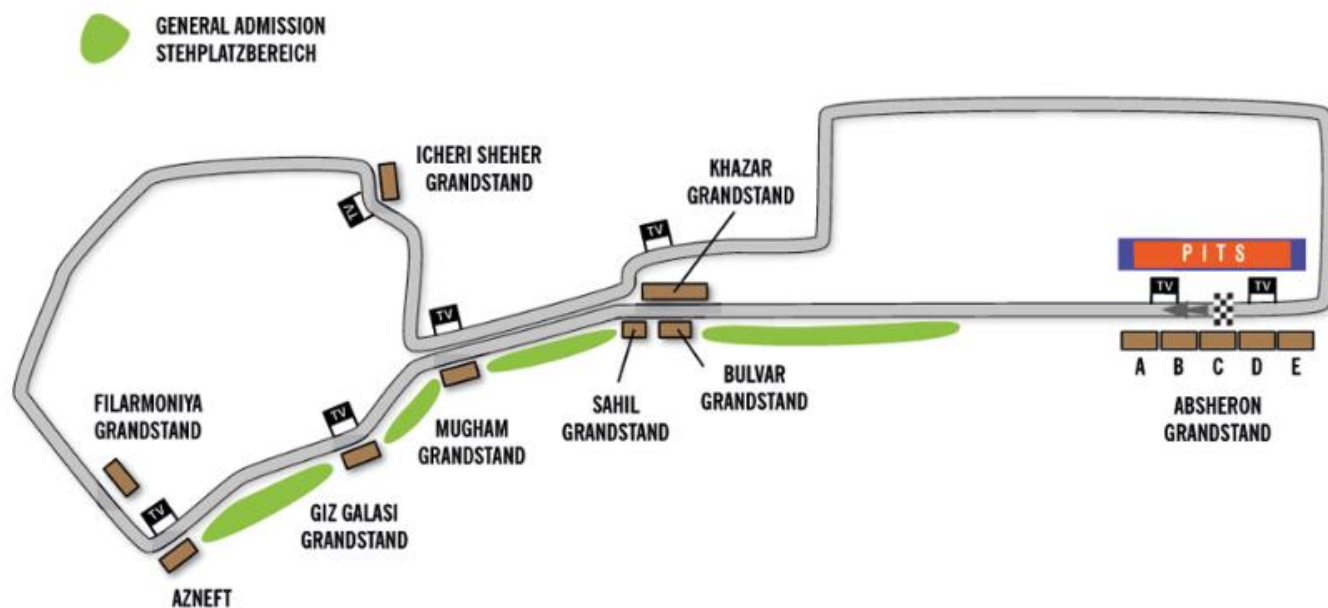 GENERAL ADMISSION
STEHPLATZBEREICH
ICHERI SHEHER
GRANDSTAND
TV
KHAZAR
GRANDSTAND
TV
PITS
TV
TV
TV
A B C D E
ABSHERON
GRANDSTAND
BULVAR
GRANDSTAND
SAHIL
GRANDSTAND
MUGHAM
GRANDSTAND
TV
FILARMONIYA
GRANDSTAND
TV
GIZ GALASI
GRANDSTAND
AZNEFT